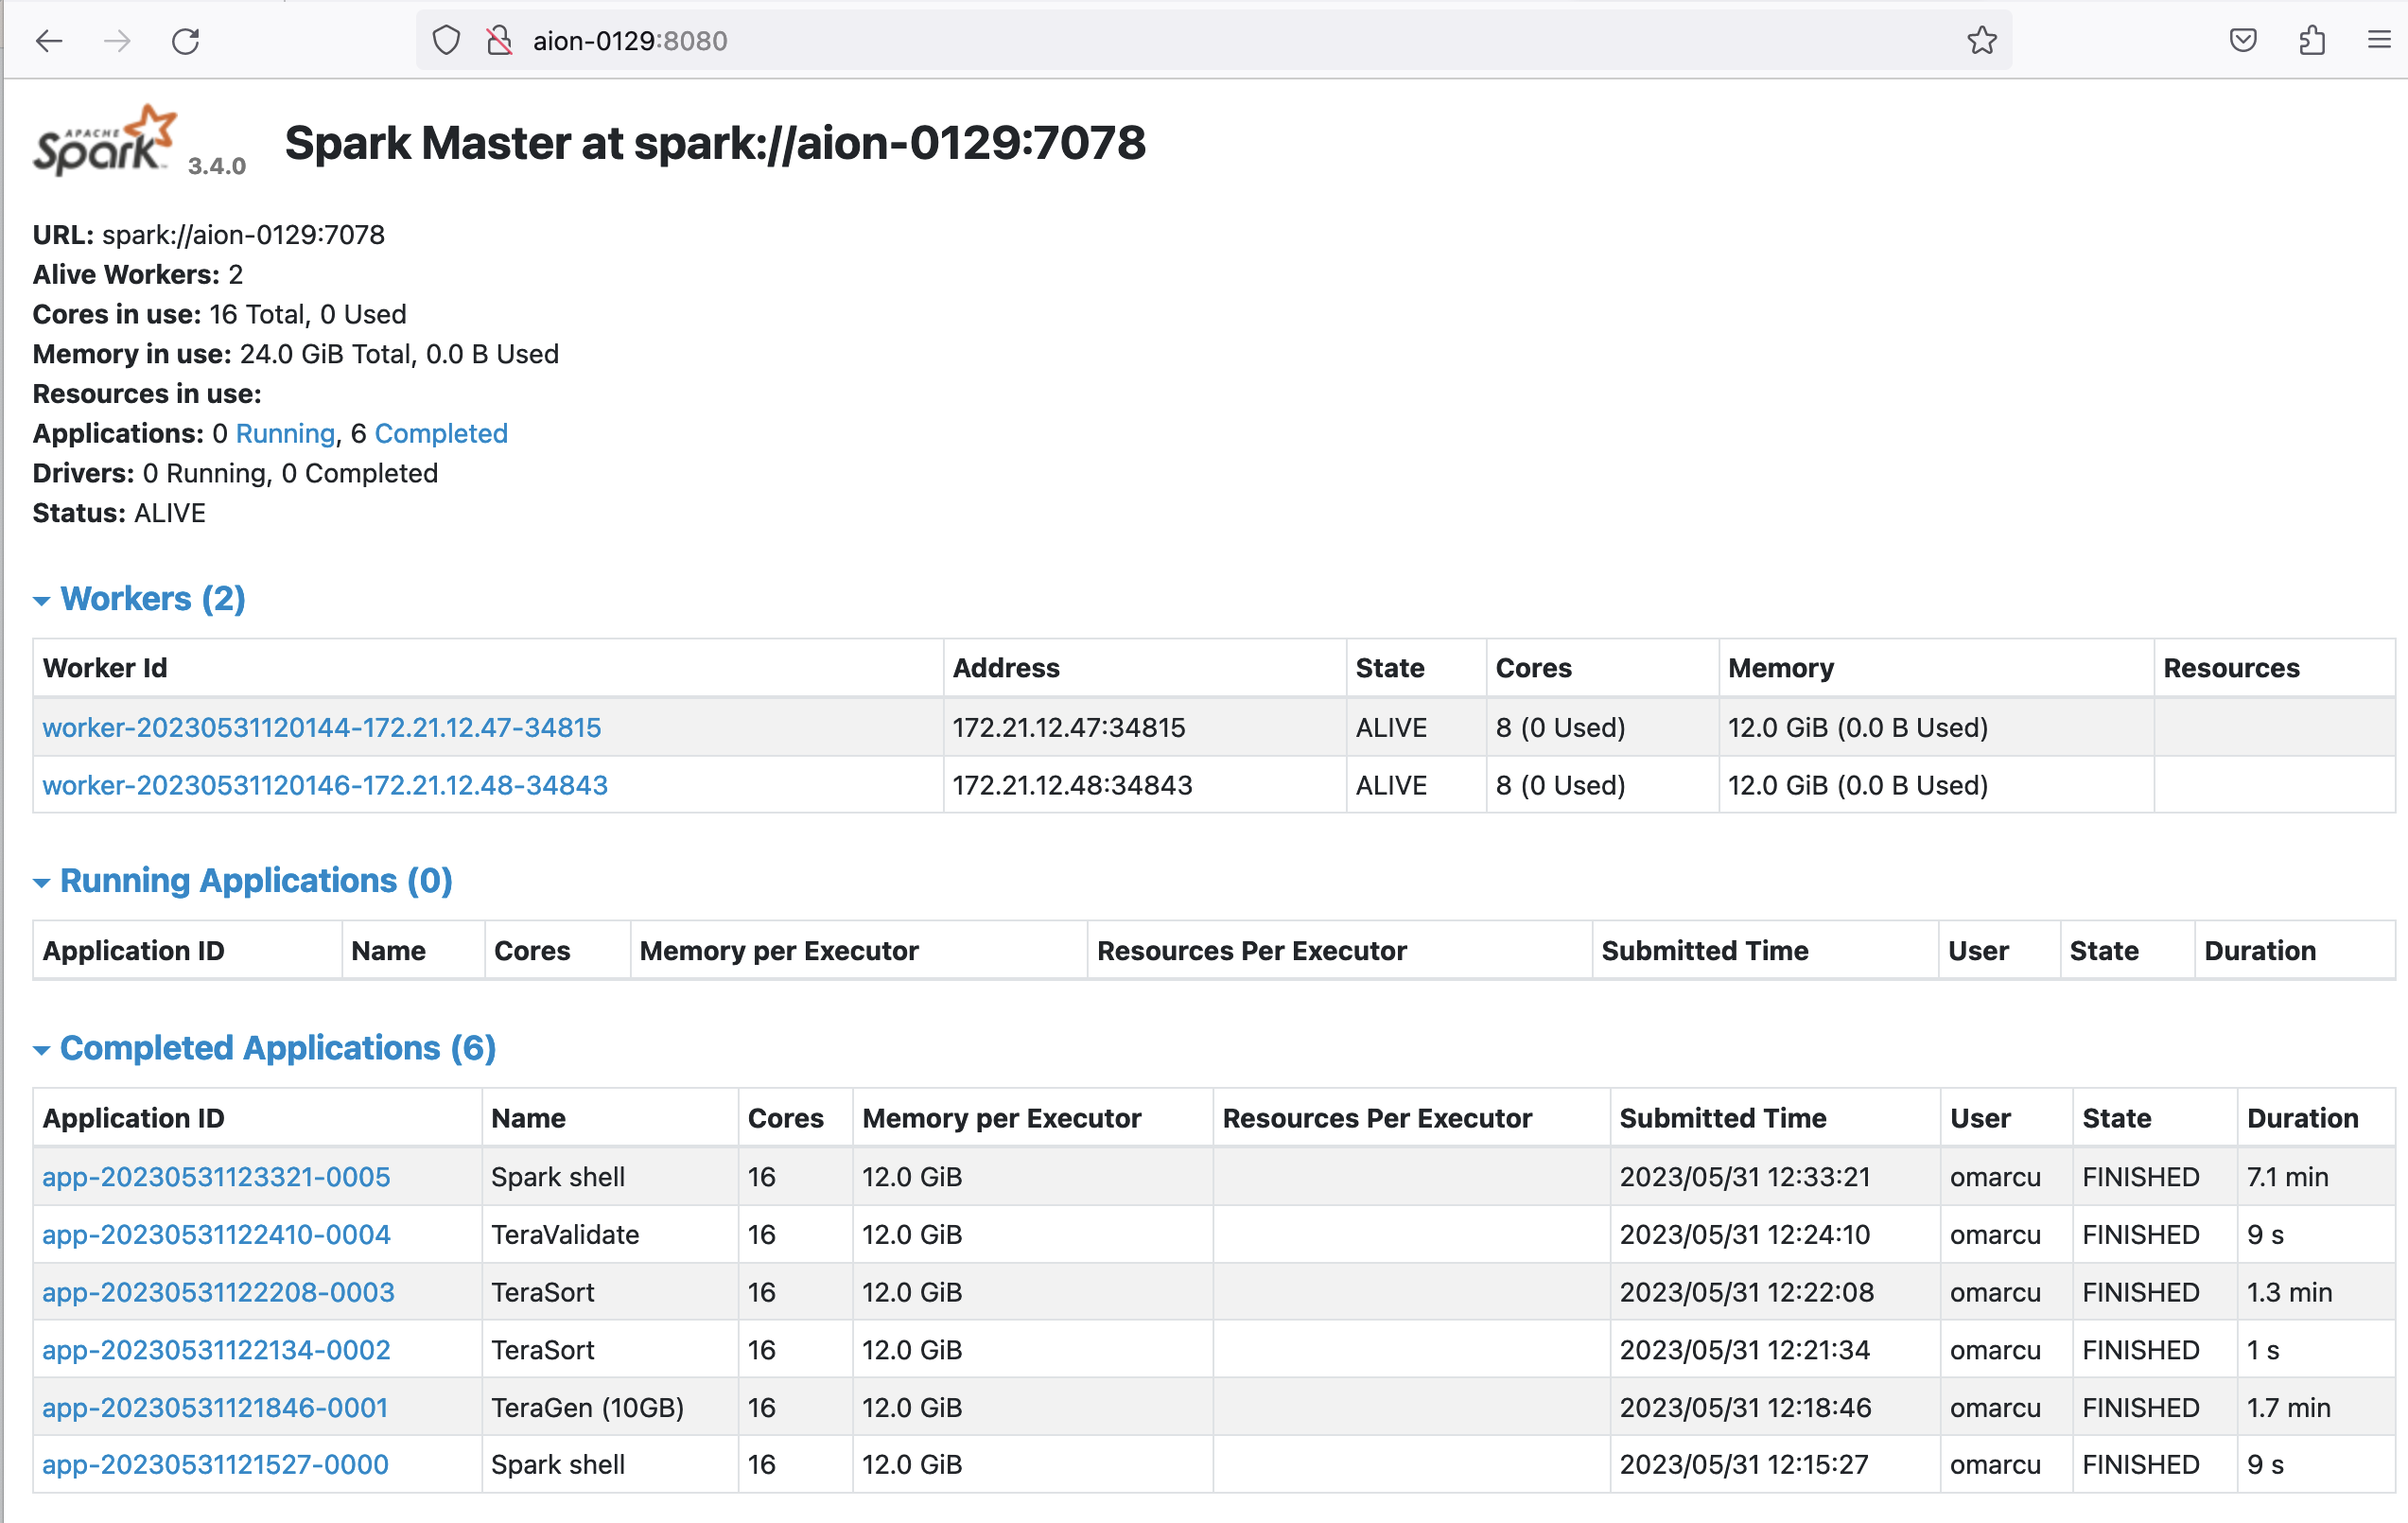 aion-0129:8080
APACHE
Spark 3.4.0 Spark Master at spark://aion-0129:7078
URL: spark://aion-0129:7078
Alive Workers: 2
Cores in use: 16 Total, 0 Used
Memory in use: 24.0 GiB Total, 0.0 B Used
Resources in use:
Applications: 0 Running, 6 Completed
Drivers: 0 Running, 0 Completed
Status: ALIVE
Workers (2)
Worker Id Address State Cores Memory Resources
worker-20230531120144-172.21.12.47-34815 172.21.12.47:34815 ALIVE 8 (0 Used) 12.0 GiB (0.0 B Used)
worker-20230531120146-172.21.12.48-34843 172.21.12.48:34843 ALIVE 8 (0 Used) 12.0 GiB (0.0 B Used)
Running Applications (0)
Application ID Name Cores Memory per Executor Resources Per Executor Submitted Time User State Duration
Completed Applications (6)
Application ID Name Cores Memory per Executor Resources Per Executor Submitted Time User State Duration
app-20230531123321-0005 Spark shell 16 12.0 GiB 2023/05/31 12:33:21 omarcu FINISHED 7.1 min
app-20230531122410-0004 TeraValidate 16 12.0 GiB 2023/05/31 12:24:10 omarcu FINISHED 9 s
app-20230531122208-0003 TeraSort 16 12.0 GiB 2023/05/31 12:22:08 omarcu FINISHED 1.3 min
app-20230531122134-0002 TeraSort 16 12.0 GiB 2023/05/31 12:21:34 omarcu FINISHED 1 s
app-20230531121846-0001 TeraGen (10GB) 16 12.0 GiB 2023/05/31 12:18:46 omarcu FINISHED 1.7 min
app-20230531121527-0000 Spark shell 16 12.0 GiB 2023/05/31 12:15:27 omarcu FINISHED 9 s